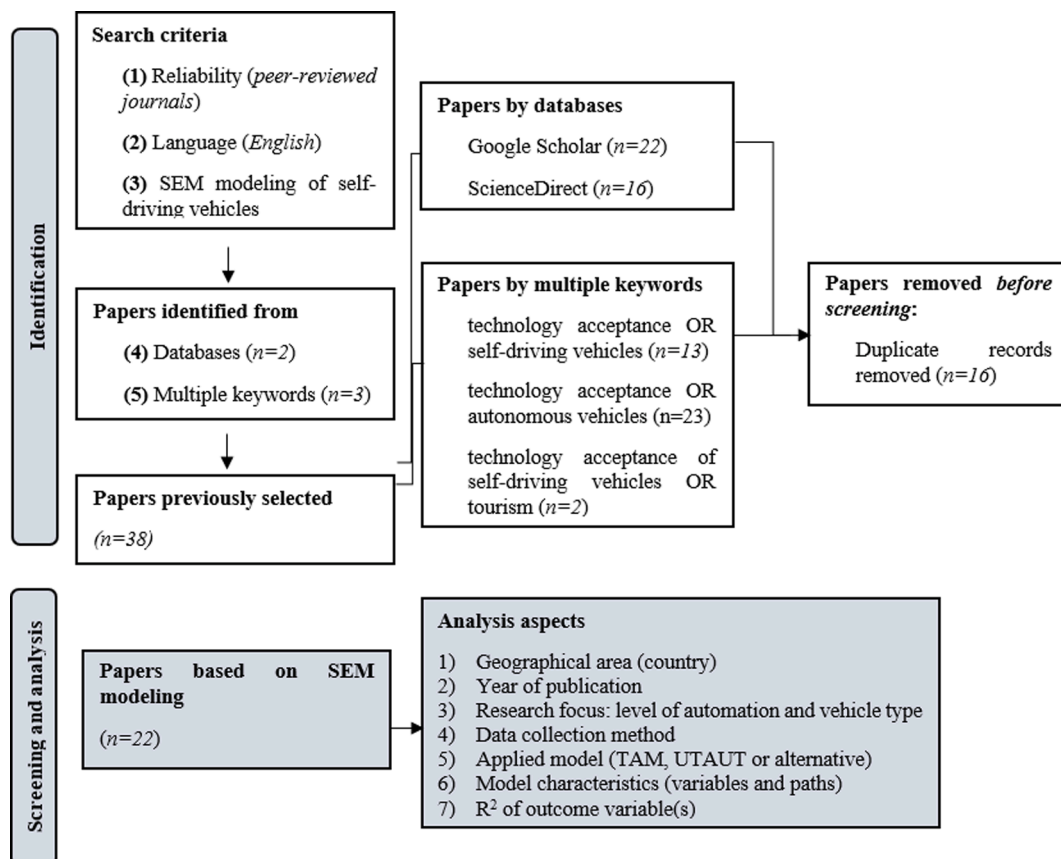 Identification
Search criteria
(1) Reliability (peer-reviewed
journals)
(2) Language (English)
(3) SEM modeling of self-
driving vehicles
Papers identified from
(4) Databases (n=2)
(5) Multiple keywords (n=3)
Papers previously selected
(n=38)
Papers by databases
Google Scholar (n=22)
ScienceDirect (n=16)
Papers by multiple keywords
technology acceptance OR
self-driving vehicles (n=13)
technology acceptance OR
autonomous vehicles (n=23)
technology acceptance of
self-driving vehicles OR
tourism (n=2)
Papers removed before
screening:
Duplicate records
removed (n=16)
Screening and analysis
Papers based on SEM
modeling
(n=22)
Analysis aspects
1) Geographical area (country)
2) Year of publication
3) Research focus: level of automation and vehicle type
4) Data collection method
5) Applied model (TAM, UTAUT or alternative)
6) Model characteristics (variables and paths)
7) R² of outcome variable(s)